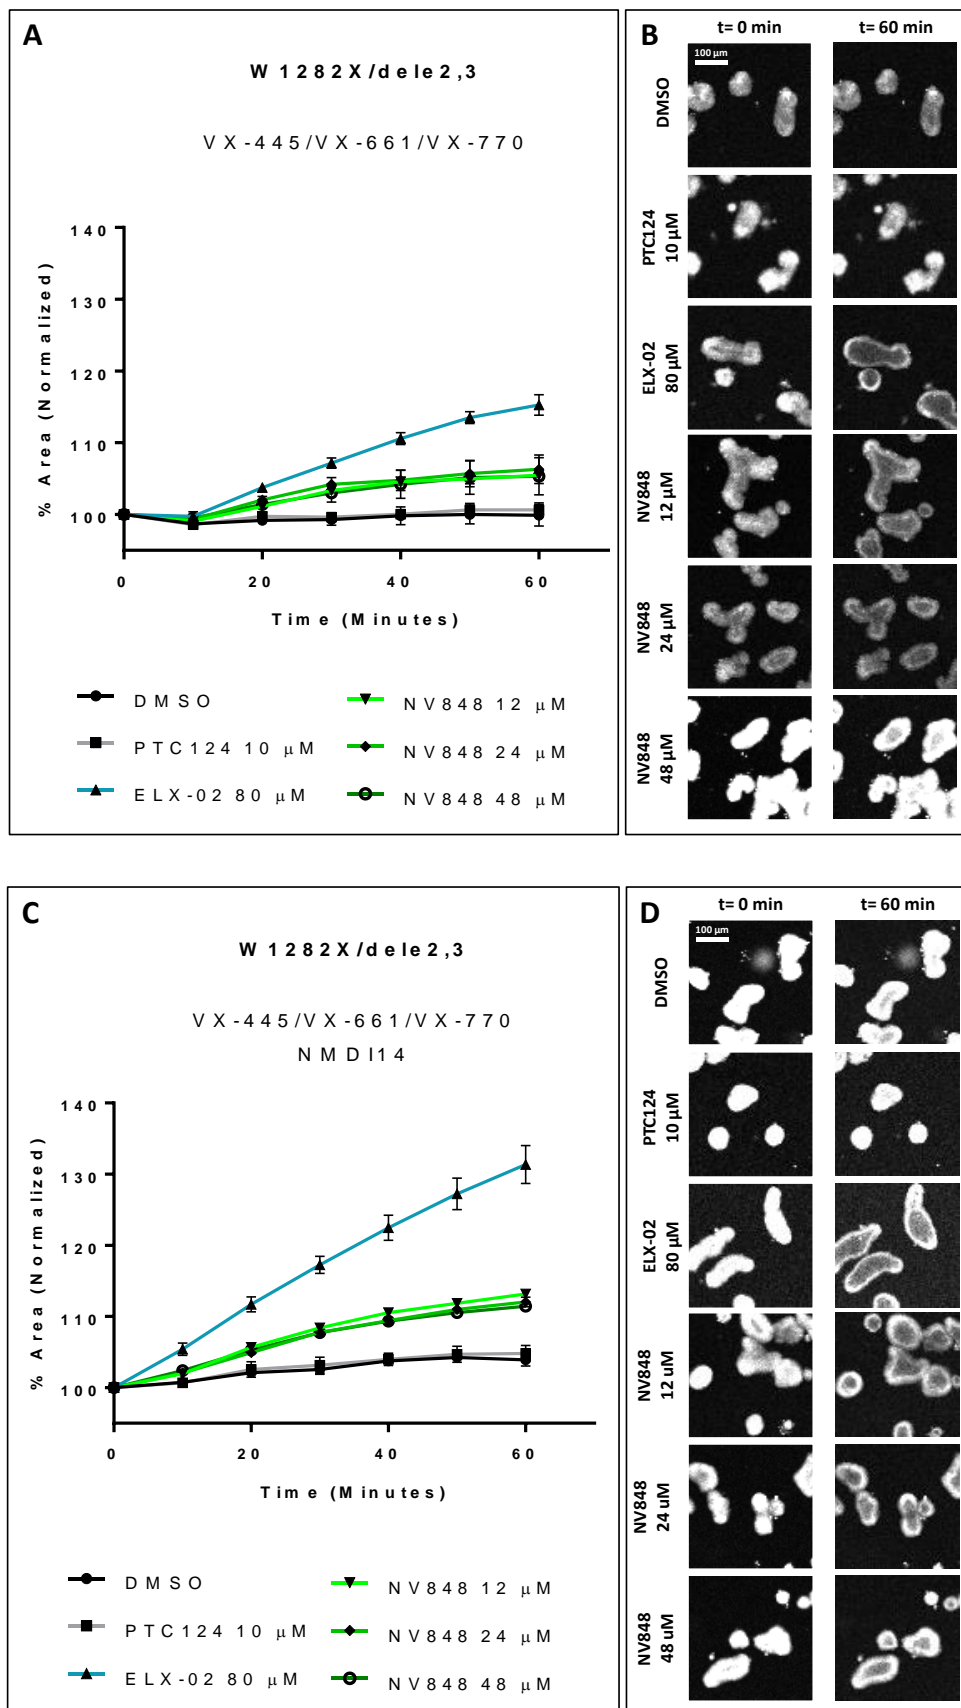 A
W1282X/dele2,3
VX-445/VX-661/VX-770
% Area (Normalized)
140
130
120
110
100
0 20 40 60
Time (Minutes)
DMSO
PTC124 10 μM
ELX-02 80 μM
NV848 12 μM
NV848 24 μM
NV848 48 μM
B
t= 0 min t= 60 min
100 μm
DMSO
PTC124
10 μM
ELX-02
80 μM
NV848
12 μM
NV848
24 μM
NV848
48 μM
C
W1282X/dele2,3
VX-445/VX-661/VX-770
NMDI14
% Area (Normalized)
140
130
120
110
100
0 20 40 60
Time (Minutes)
DMSO
PTC124 10 μM
ELX-02 80 μM
NV848 12 μM
NV848 24 μM
NV848 48 μM
D
t= 0 min t= 60 min
100 μm
DMSO
PTC124
10 μM
ELX-02
80 μM
NV848
12 uM
NV848
24 uM
NV848
48 uM